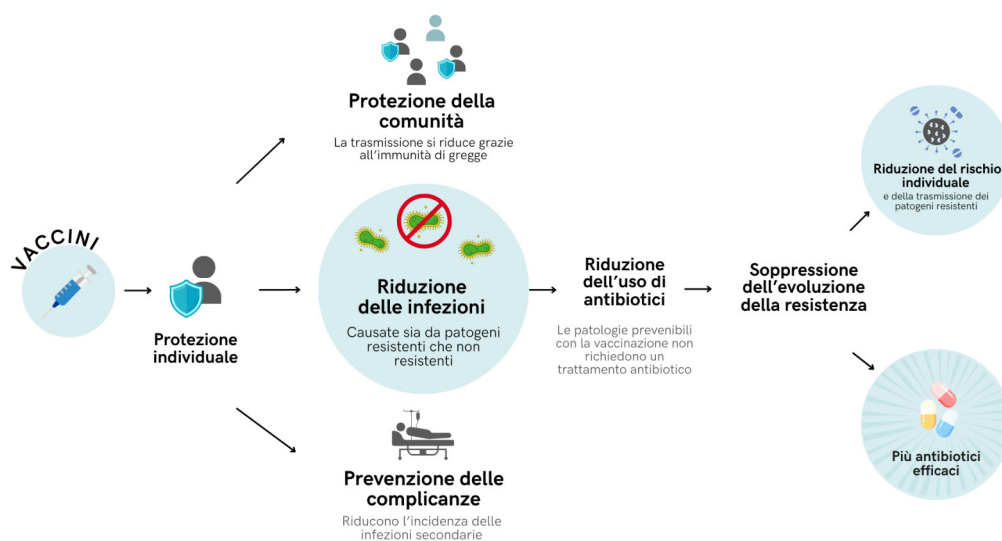 VACCINI
Protezione
individuale
Protezione della
comunità
La trasmissione si riduce grazie
all'immunità di gregge
Riduzione
delle infezioni
Causate sia da patogeni
resistenti che non
resistenti
Prevenzione delle
complicanze
Riducono l'incidenza delle
infezioni secondarie
Riduzione
dell'uso di
antibiotici
Le patologie prevenibili
con la vaccinazione non
richiedono un
trattamento antibiotico
Soppressione
dell'evoluzione
della resistenza
Riduzione del rischio
individuale
e della trasmissione dei
patogeni resistenti
Più antibiotici
efficaci